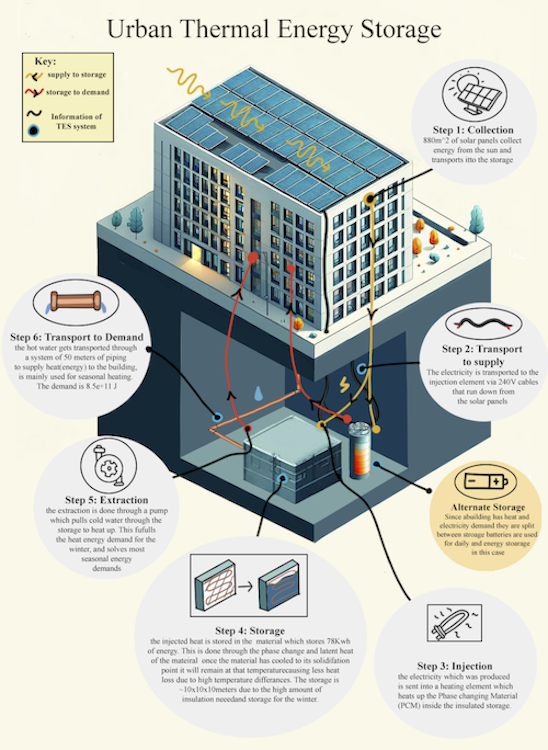 Urban Thermal Energy Storage
Key:
supply to storage
storage to demand
Information of
TES system
Step 1: Collection
880m^2 of solar panels collect
energy from the sun and
transports itto the storage
Step 2: Transport
to supply
The electricity is transported to the
injection element via 240V cables
that run down from
the solar panels
Alternate Storage
Since abuilding has heat and
electricity demand they are split
between stroage batteries are used
for daily and energy stoarage
in this case
Step 3: Injection
the electricity which was produced
is sent into a heating element which
heats up the Phase changing Material
(PCM) inside the insulated storage.
Step 4: Storage
the injected heat is stored in the material which stores 78Kwh
of energy. This is done through the phase change and latent heat
of the mateiral once the material has cooled to its solidifation
point it will remain at that temperaturecausing less heat
loss due to high temperature differances. The storage is
~10x10x10meters due to the high amount of
insulation neeedand storage for the winter.
Step 5: Extraction
the extraction is done through a pump
which pulls cold water through the
storage to heat up. This fufulls
the heat energy demand for the
winter, and solves most
seasonal energy
demands
Step 6: Transport to Demand
the hot water gets transported through
a system of 50 meters of piping
to supply heat(energy) to the building,
is mainly used for seasonal heating.
The demand is 8.5e+11 J